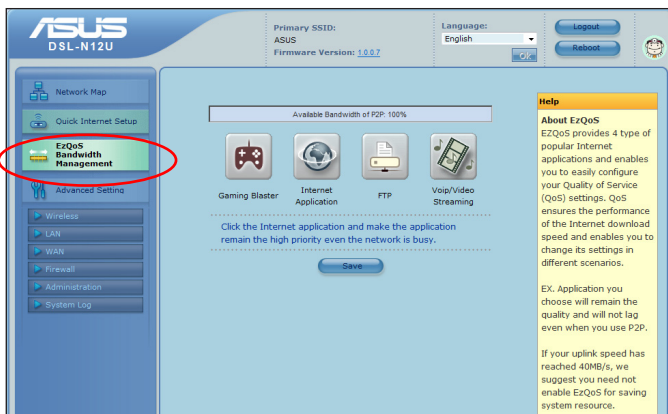 ASUS
DSL-N12U
Primary SSID:
ASUS
Firmware Version: 1.0.0.7
Language:
English
OK
Logout
Reboot
Network Map
Quick Internet Setup
EzQoS
Bandwidth
Management
Advanced Setting
Wireless
LAN
WAN
Firewall
Administration
System Log
Available Bandwidth of P2P: 100%
Gaming Blaster
Internet
Application
FTP
Voip/Video
Streaming
Click the Internet application and make the application
remain the high priority even the network is busy.
Save
Help
About EzQoS
EZQoS provides 4 type of
popular Internet
applications and enables
you to easily configure
your Quality of Service
(QoS) settings. QoS
ensures the performance
of the Internet download
speed and enables you to
change its settings in
different scenarios.
EX. Application you
choose will remain the
quality and will not lag
even when you use P2P.
If your uplink speed has
reached 40MB/s, we
suggest you need not
enable EzQoS for saving
system resource.